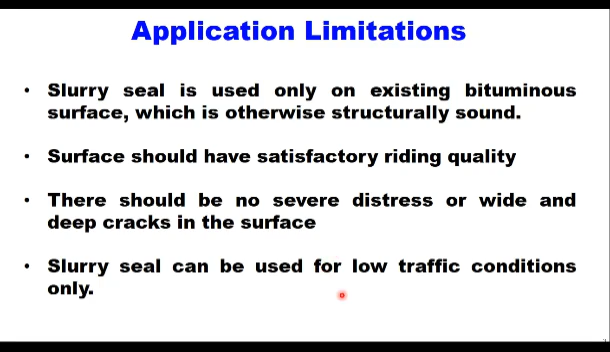 Application Limitations
• Slurry seal is used only on existing bituminous
surface, which is otherwise structurally sound.
• Surface should have satisfactory riding quality
• There should be no severe distress or wide and
deep cracks in the surface
• Slurry seal can be used for low traffic conditions
only.